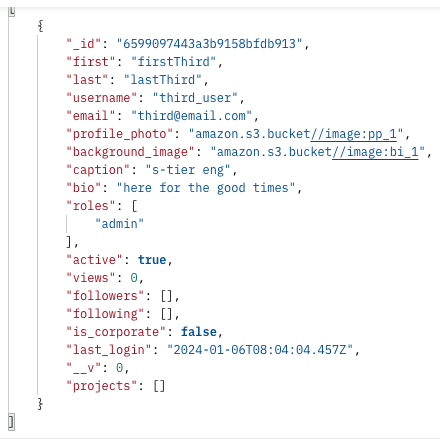 [
{
"_id": "6599097443a3b9158bfdb913",
"first": "firstThird",
"last": "lastThird",
"username": "third_user",
"email": "third@email.com",
"profile_photo": "amazon.s3.bucket//image:pp_1",
"background_image": "amazon.s3.bucket//image:bi_1",
"caption": "s-tier eng",
"bio": "here for the good times",
"roles": [
"admin"
],
"active": true,
"views": 0,
"followers": [],
"following": [],
"is_corporate": false,
"last_login": "2024-01-06T08:04:04.457Z",
"__v": 0,
"projects": []
}
]